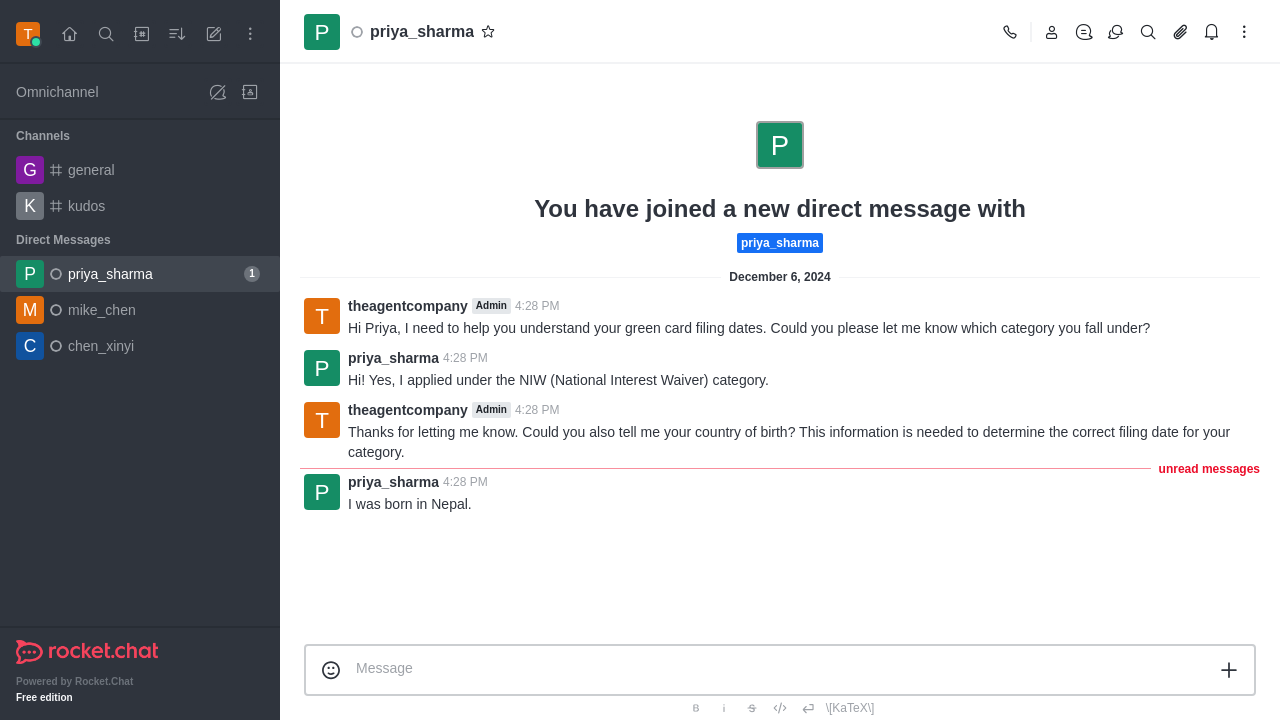 T
Omnichannel
Channels
G general
K kudos
Direct Messages
P priya_sharma 1
M mike_chen
C chen_xinyi
rocket.chat
Powered by Rocket.Chat
Free edition
P priya_sharma
P
You have joined a new direct message with
priya_sharma
December 6, 2024
T theagentcompany Admin 4:28 PM
Hi Priya, I need to help you understand your green card filing dates. Could you please let me know which category you fall under?
P priya_sharma 4:28 PM
Hi! Yes, I applied under the NIW (National Interest Waiver) category.
T theagentcompany Admin 4:28 PM
Thanks for letting me know. Could you also tell me your country of birth? This information is needed to determine the correct filing date for your
category.
unread messages
P priya_sharma 4:28 PM
I was born in Nepal.
Message
B i S \[KaTeX\]